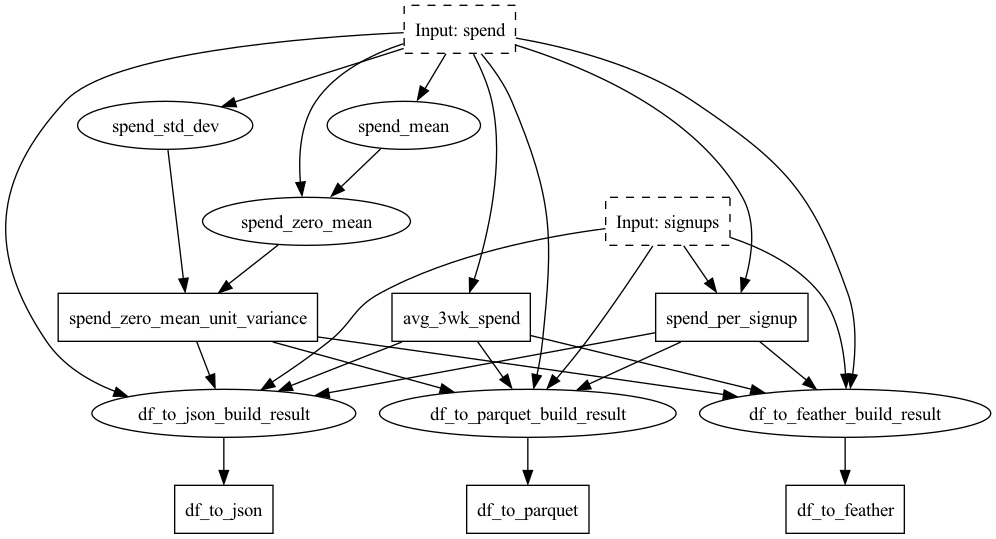 Input: spend
spend_std_dev
spend_mean
spend_zero_mean
Input: signups
spend_zero_mean_unit_variance
avg_3wk_spend
spend_per_signup
df_to_json_build_result
df_to_parquet_build_result
df_to_feather_build_result
df_to_json
df_to_parquet
df_to_feather